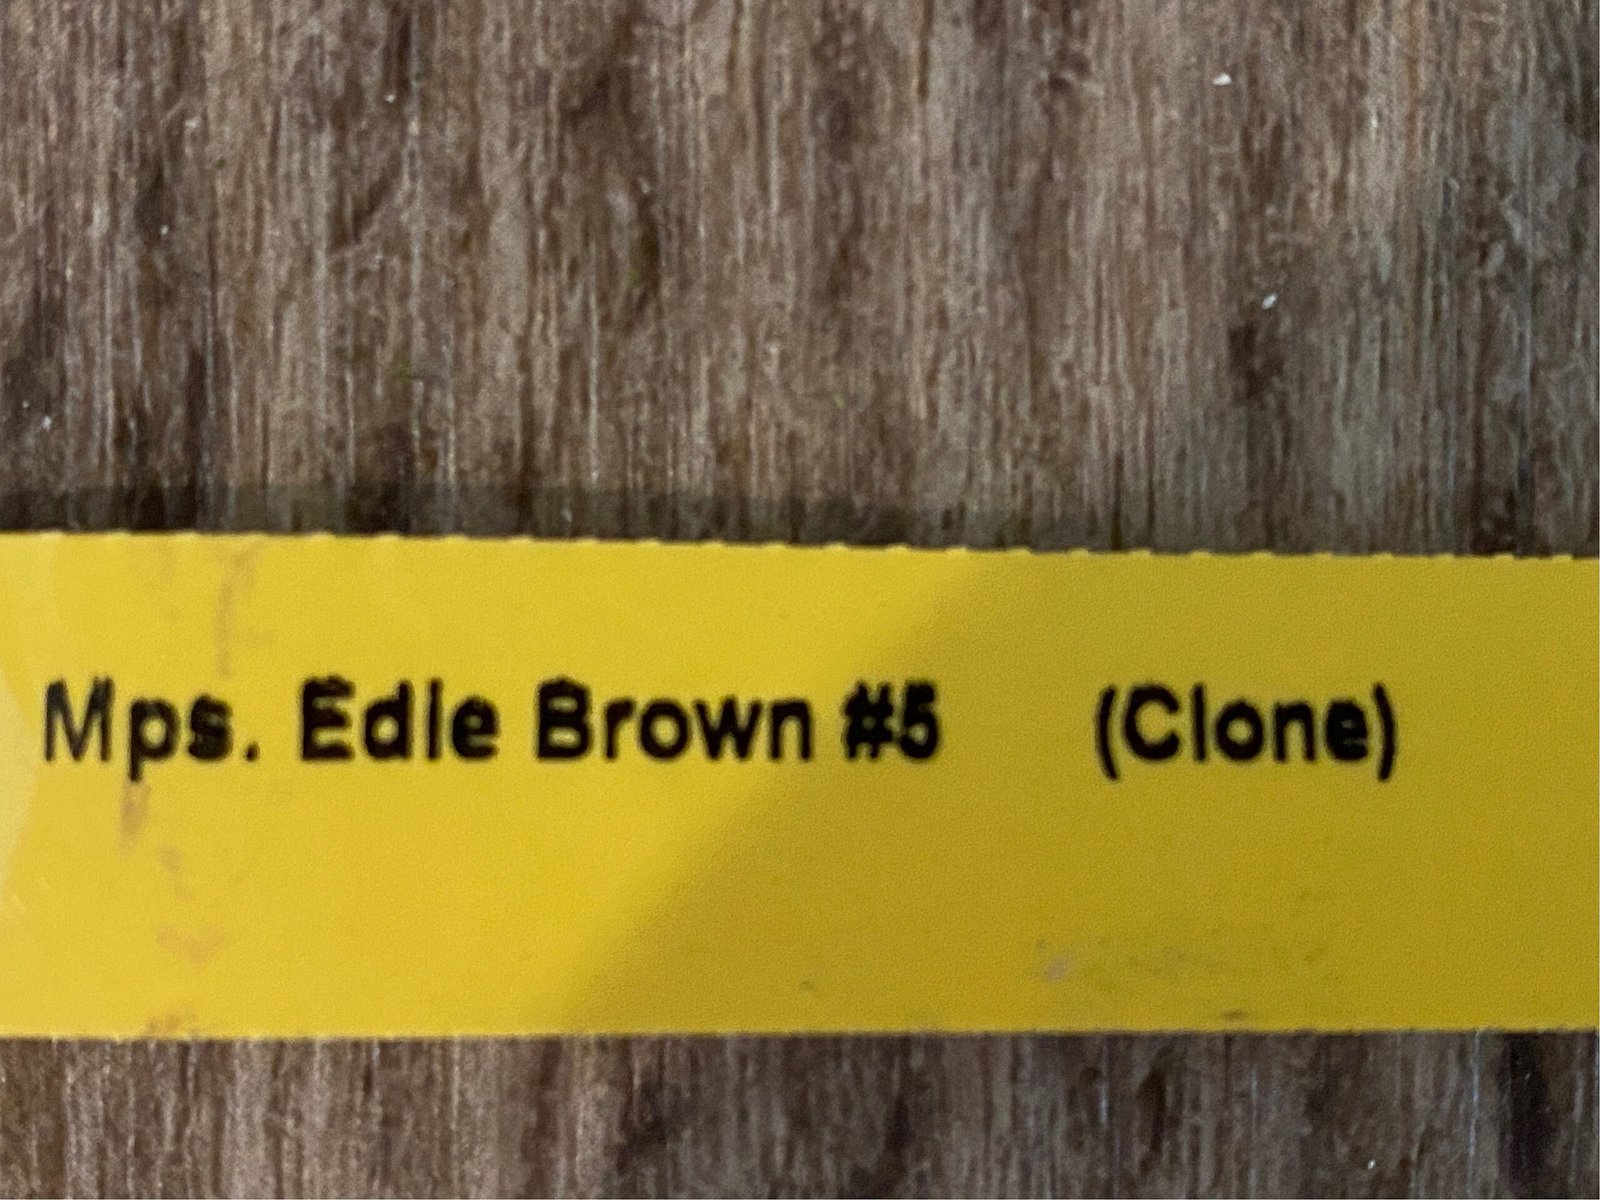 Mps. Edle Brown #5 (Clone)